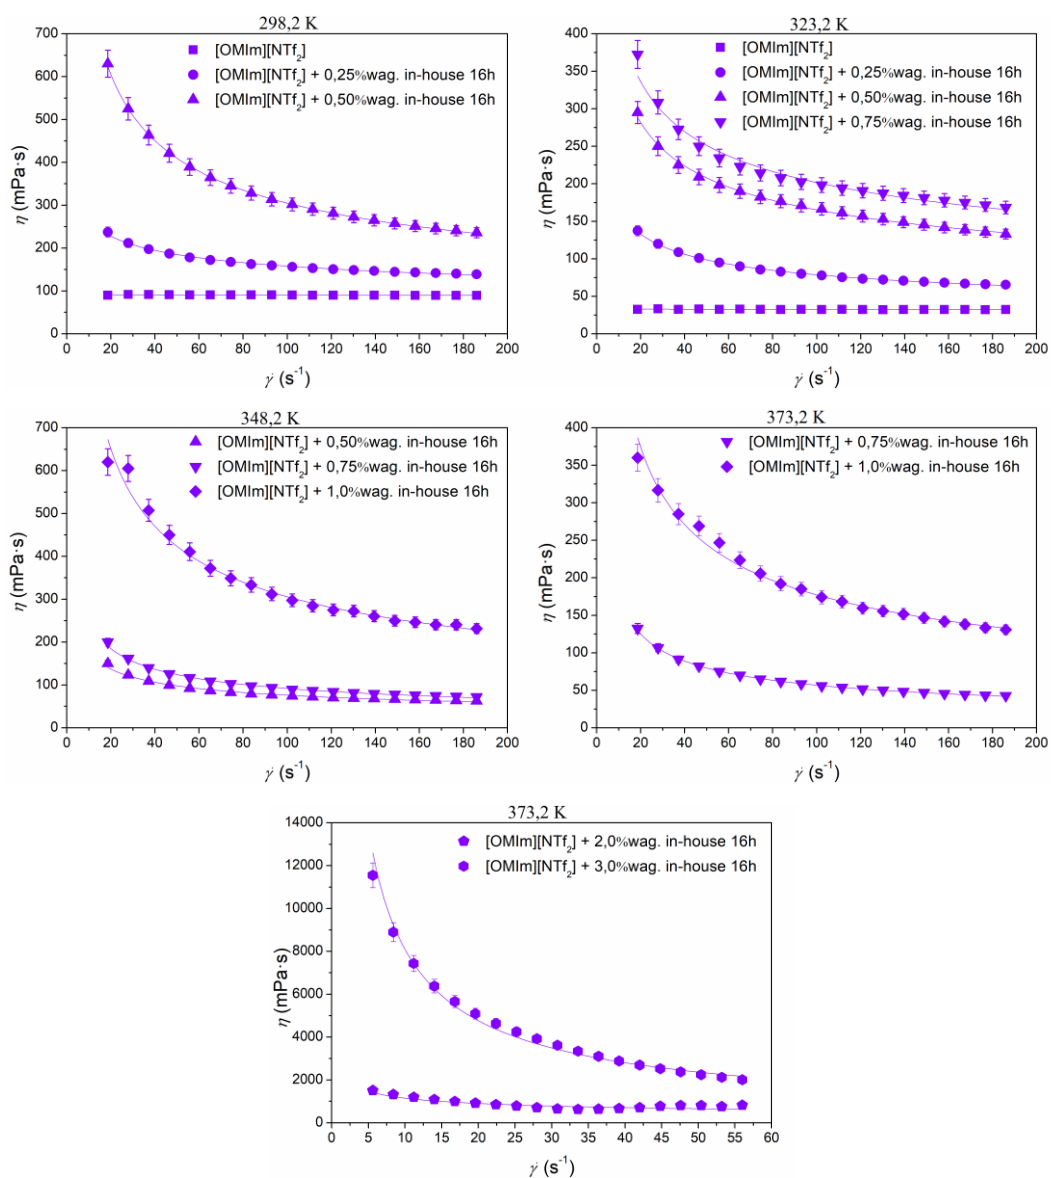 298,2 K
700
600
500
400
300
200
100
0
η (mPa·s)
[OMIm][NTf₂]
[OMIm][NTf₂] + 0,25%wag. in-house 16h
[OMIm][NTf₂] + 0,50%wag. in-house 16h
0 20 40 60 80 100 120 140 160 180 200
γ̇ (s⁻¹)
323,2 K
400
350
300
250
200
150
100
50
0
η (mPa·s)
[OMIm][NTf₂]
[OMIm][NTf₂] + 0,25%wag. in-house 16h
[OMIm][NTf₂] + 0,50%wag. in-house 16h
[OMIm][NTf₂] + 0,75%wag. in-house 16h
0 20 40 60 80 100 120 140 160 180 200
γ̇ (s⁻¹)
348,2 K
700
600
500
400
300
200
100
0
η (mPa·s)
[OMIm][NTf₂] + 0,50%wag. in-house 16h
[OMIm][NTf₂] + 0,75%wag. in-house 16h
[OMIm][NTf₂] + 1,0%wag. in-house 16h
0 20 40 60 80 100 120 140 160 180 200
γ̇ (s⁻¹)
373,2 K
400
350
300
250
200
150
100
50
0
η (mPa·s)
[OMIm][NTf₂] + 0,75%wag. in-house 16h
[OMIm][NTf₂] + 1,0%wag. in-house 16h
0 20 40 60 80 100 120 140 160 180 200
γ̇ (s⁻¹)
373,2 K
14000
12000
10000
8000
6000
4000
2000
0
η (mPa·s)
[OMIm][NTf₂] + 2,0%wag. in-house 16h
[OMIm][NTf₂] + 3,0%wag. in-house 16h
0 5 10 15 20 25 30 35 40 45 50 55 60
γ̇ (s⁻¹)